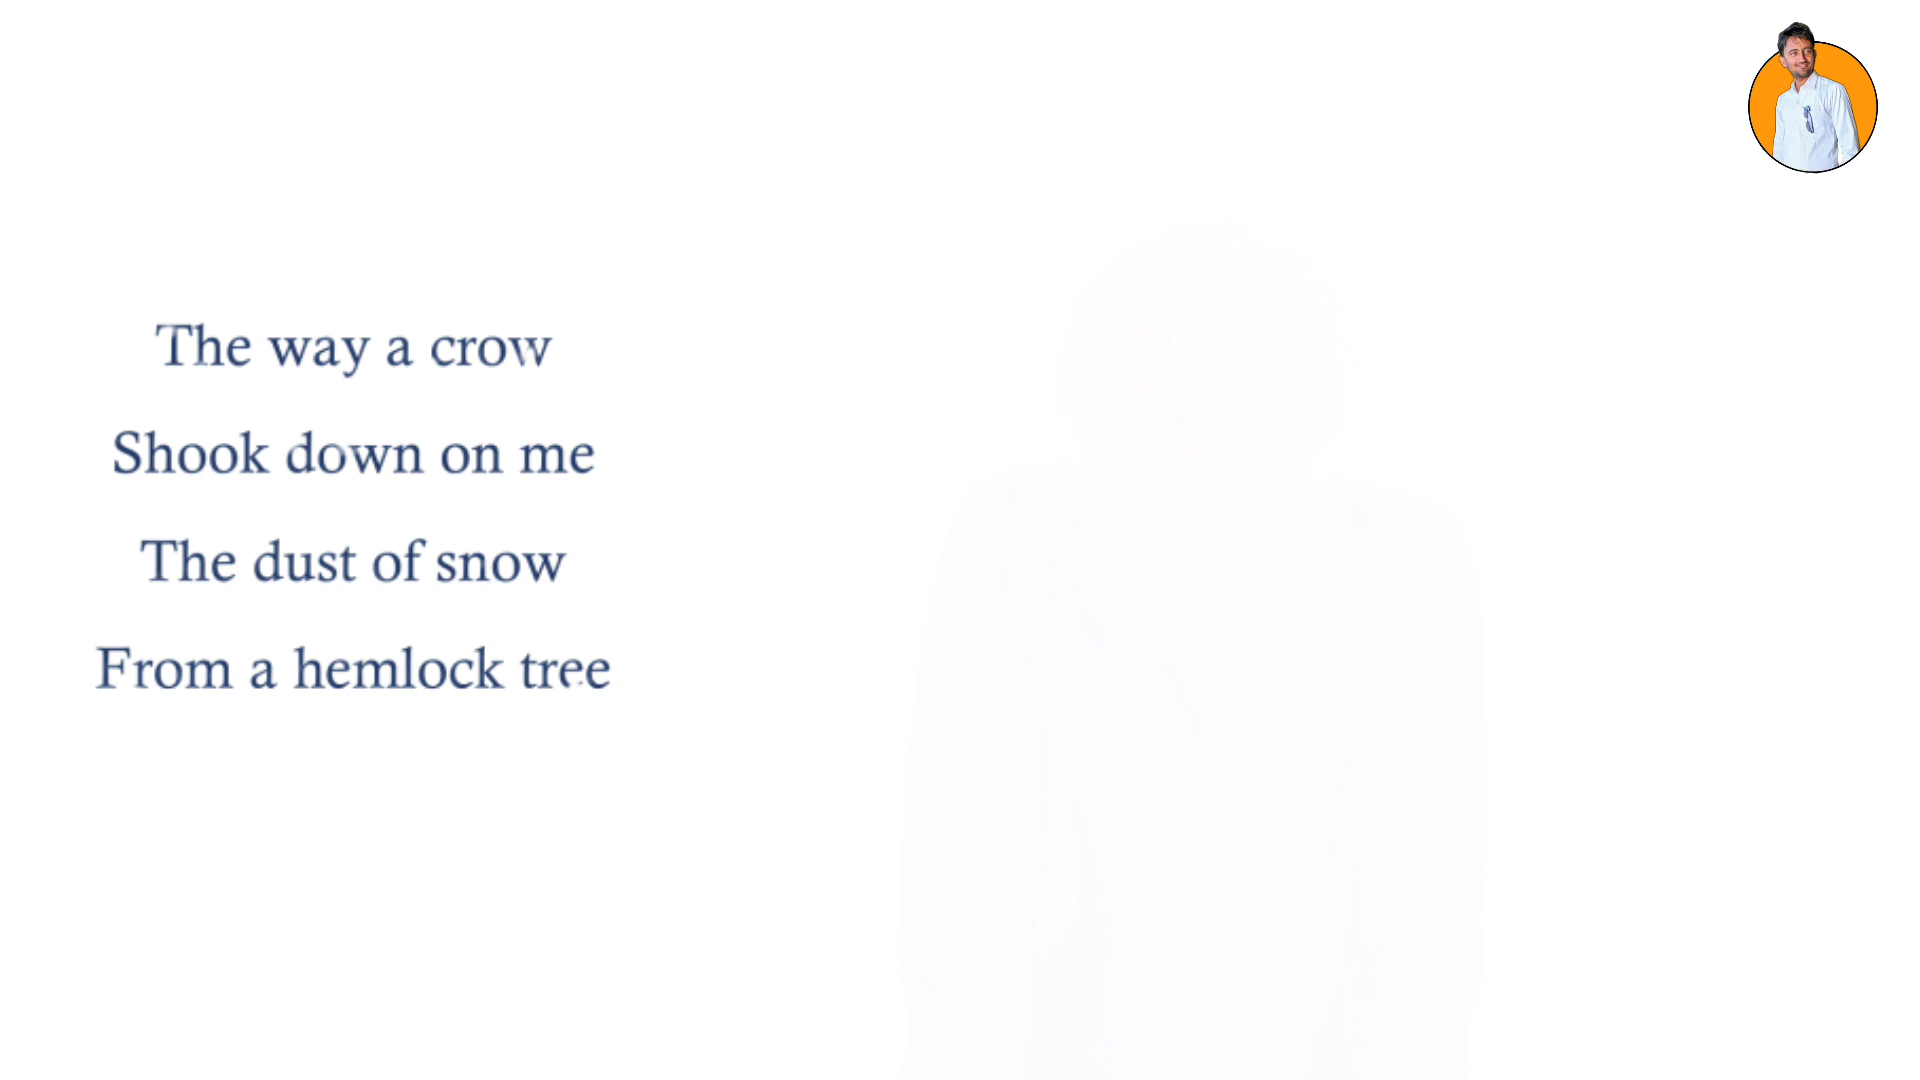 The way a crow
Shook down on me
The dust of snow
From a hemlock tree